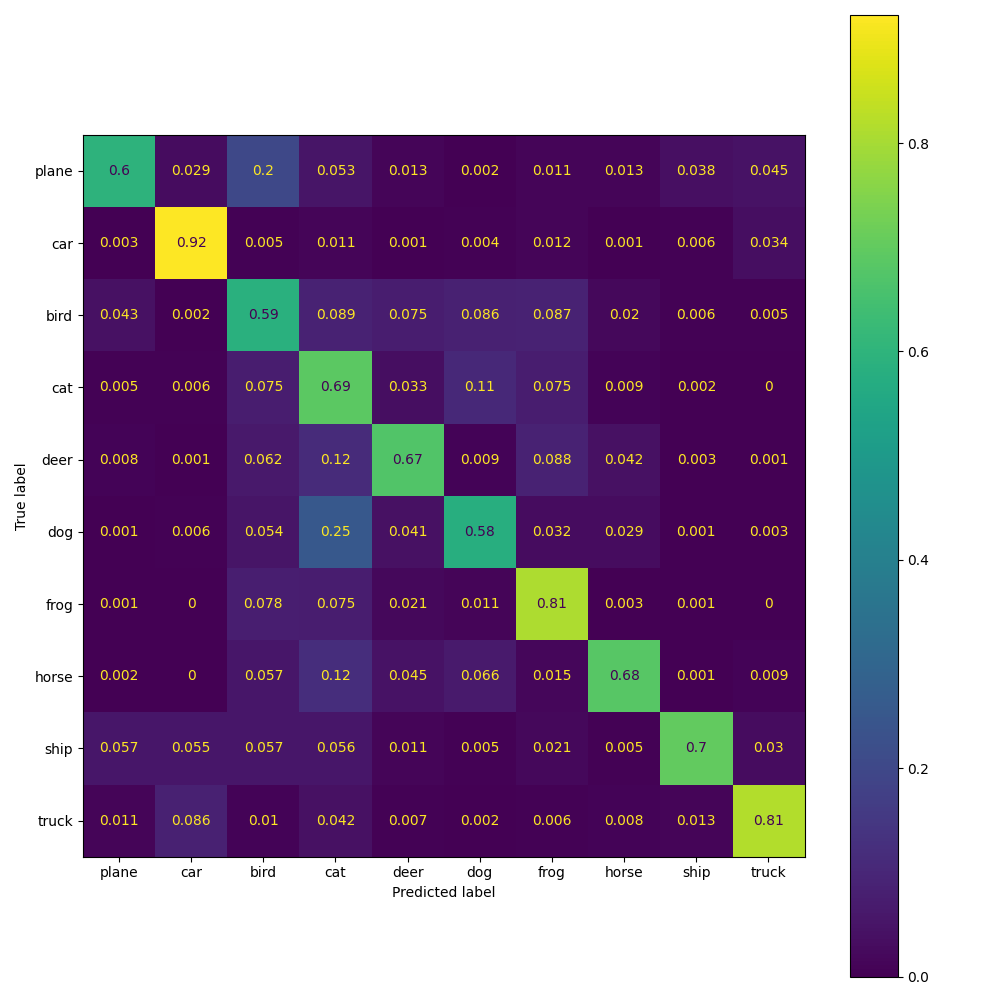 plane 0.6 0.029 0.2 0.053 0.013 0.002 0.011 0.013 0.038 0.045
car 0.003 0.92 0.005 0.011 0.001 0.004 0.012 0.001 0.006 0.034
bird 0.043 0.002 0.59 0.089 0.075 0.086 0.087 0.02 0.006 0.005
cat 0.005 0.006 0.075 0.69 0.033 0.11 0.075 0.009 0.002 0
deer 0.008 0.001 0.062 0.12 0.67 0.009 0.088 0.042 0.003 0.001
dog 0.001 0.006 0.054 0.25 0.041 0.58 0.032 0.029 0.001 0.003
frog 0.001 0 0.078 0.075 0.021 0.011 0.81 0.003 0.001 0
horse 0.002 0 0.057 0.12 0.045 0.066 0.015 0.68 0.001 0.009
ship 0.057 0.055 0.057 0.056 0.011 0.005 0.021 0.005 0.7 0.03
truck 0.011 0.086 0.01 0.042 0.007 0.002 0.006 0.008 0.013 0.81
plane car bird cat deer dog frog horse ship truck
Predicted label
True label
0.8
0.6
0.4
0.2
0.0